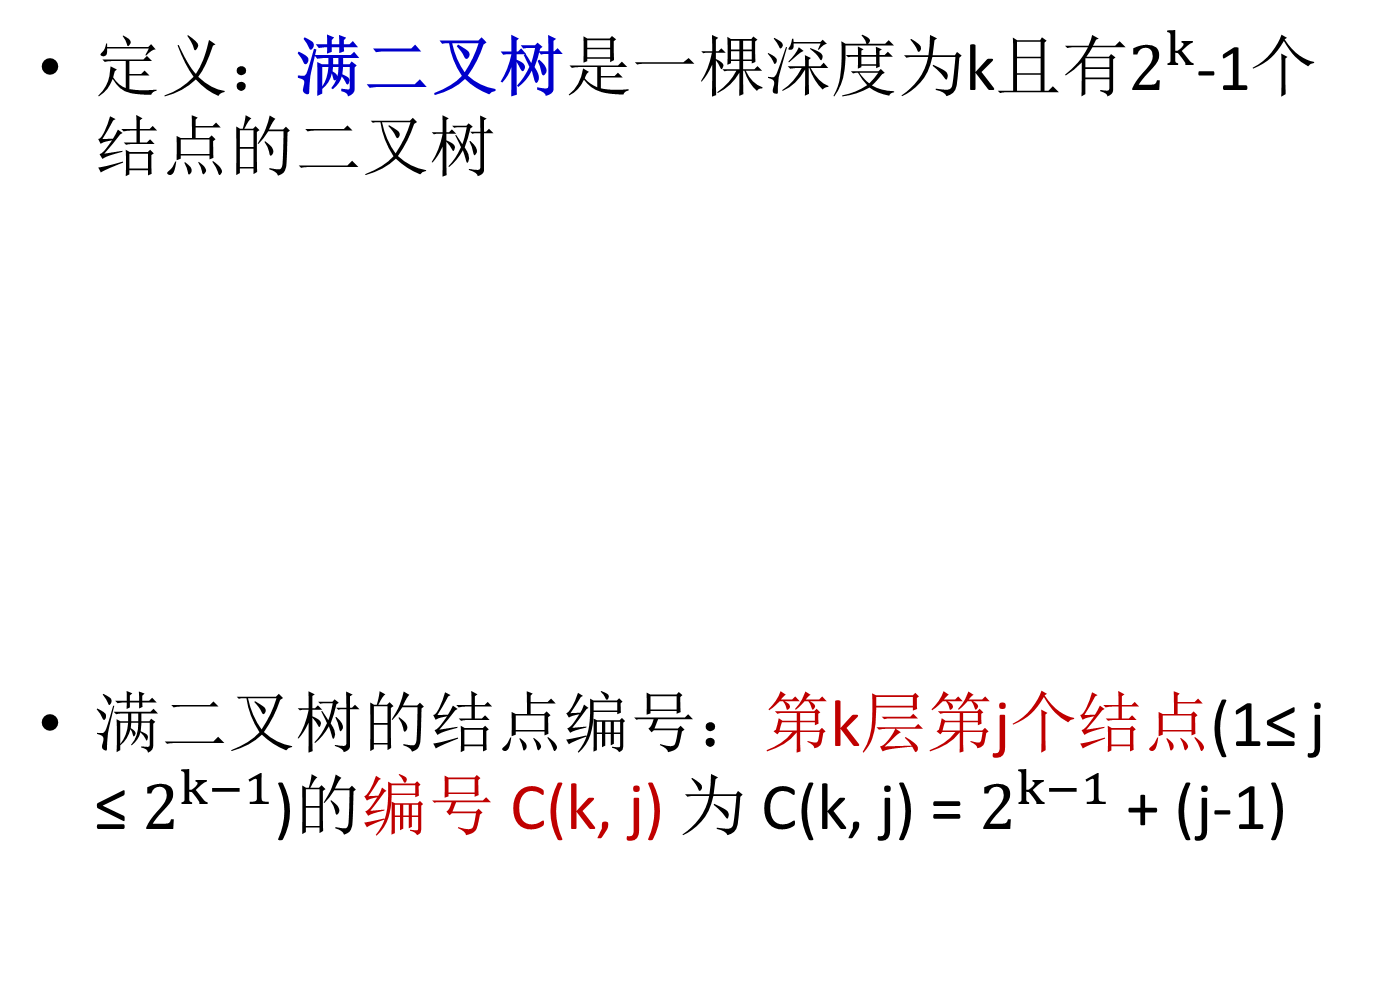 • 定义：满二叉树是一棵深度为k且有2ᵏ-1个
结点的二叉树
• 满二叉树的结点编号：第k层第j个结点(1≤ j
≤ 2ᵏ⁻¹)的编号 C(k, j) 为 C(k, j) = 2ᵏ⁻¹ + (j-1)